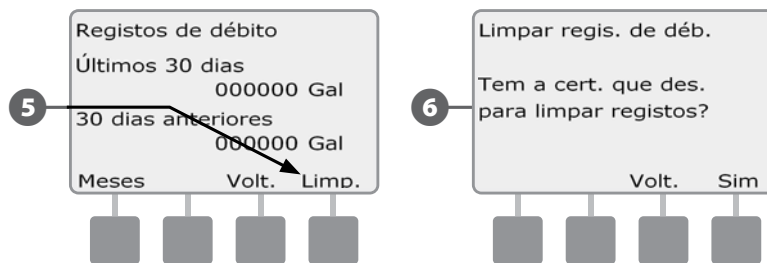 Registos de débito
Últimos 30 dias
000000 Gal
30 dias anteriores
000000 Gal
Meses Volt. Limp.
5
Limpar regis. de déb.
Tem a cert. que des.
para limpar registos?
Volt. Sim
6